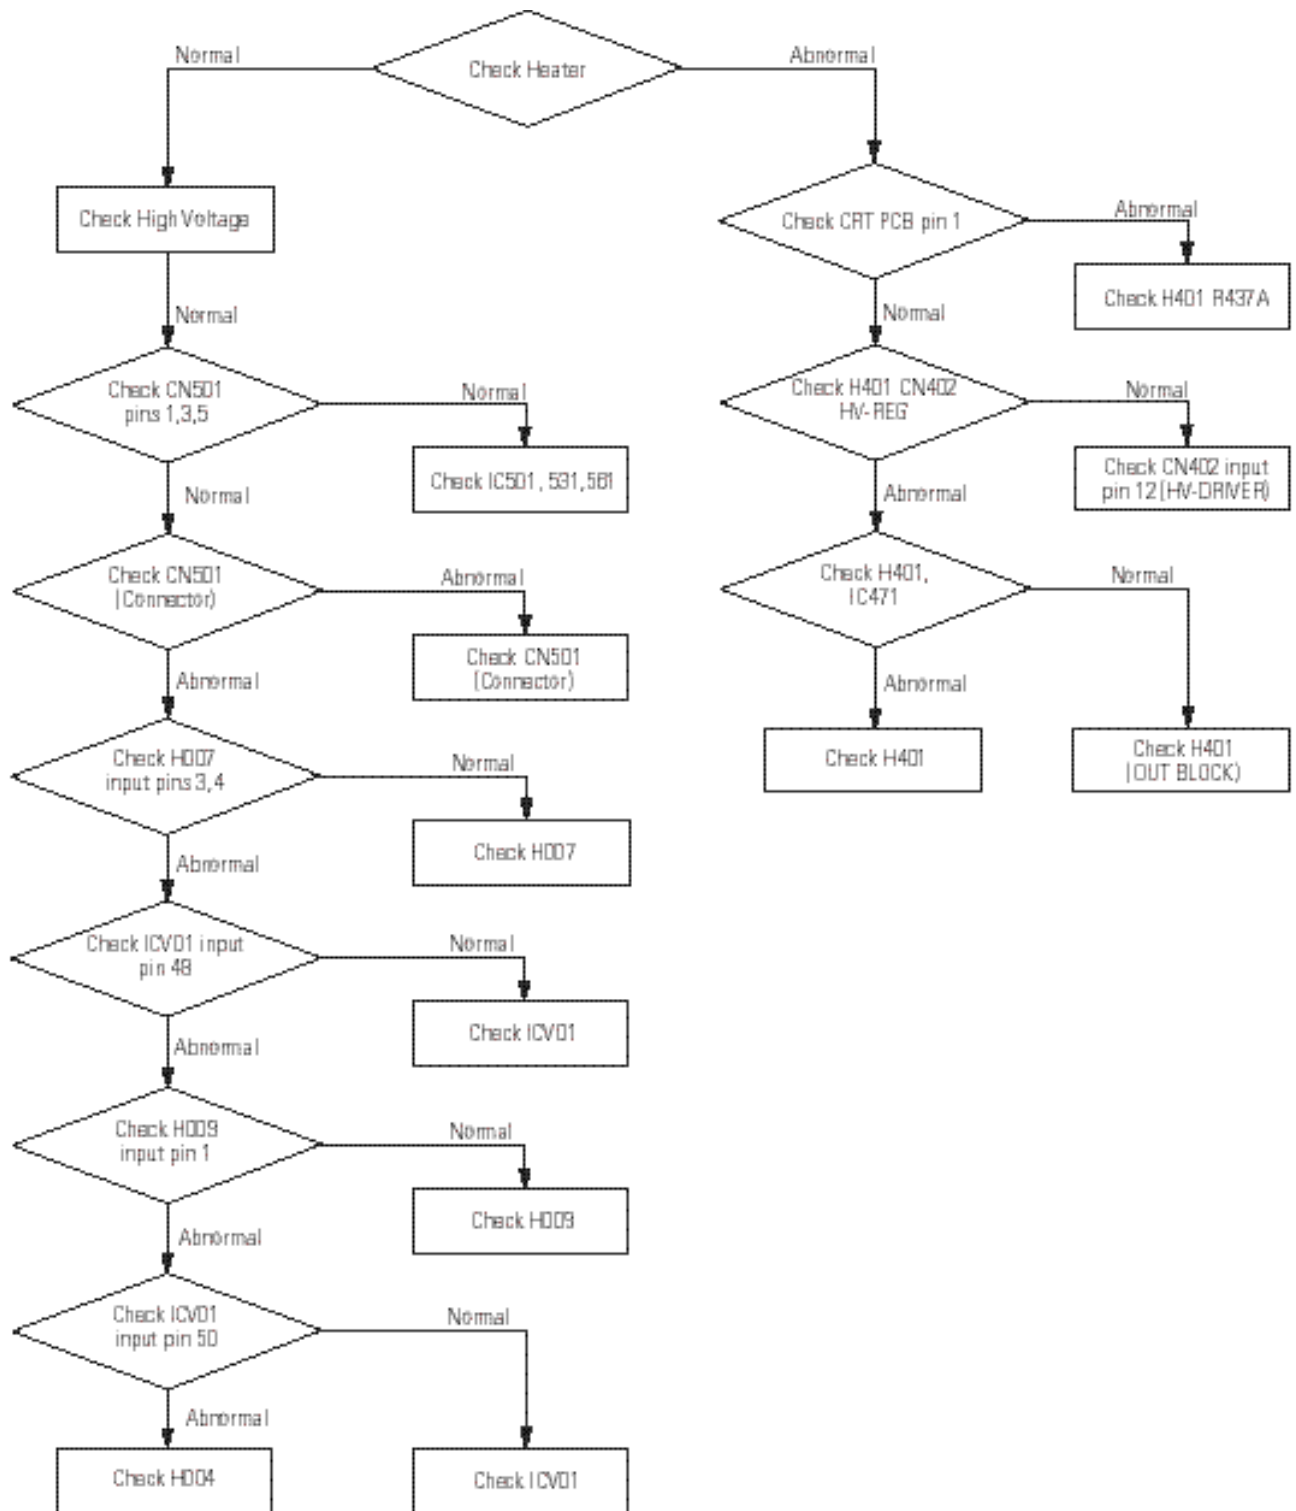 Normal
Check Heater
Abnormal
Check High Voltage
Check CRT PCB pin 1
Abnormal
Check H401 R437A
Normal
Normal
Check CN501
pins 1,3,5
Normal
Check IC501, 531,561
Check H401 CN402
HV-REG
Normal
Check CN402 input
pin 12 (HV-DRIVER)
Normal
Abnormal
Check CN501
(Connector)
Abnormal
Check CN501
(Connector)
Check H401,
IC471
Normal
Abnormal
Abnormal
Check H401
Check H401
(OUT BLOCK)
Check H007
input pins 3,4
Normal
Check H007
Abnormal
Check ICV01 input
pin 48
Normal
Check ICV01
Abnormal
Check H009
input pin 1
Normal
Check H009
Abnormal
Check ICV01
input pin 50
Normal
Abnormal
Check H004
Check ICV01